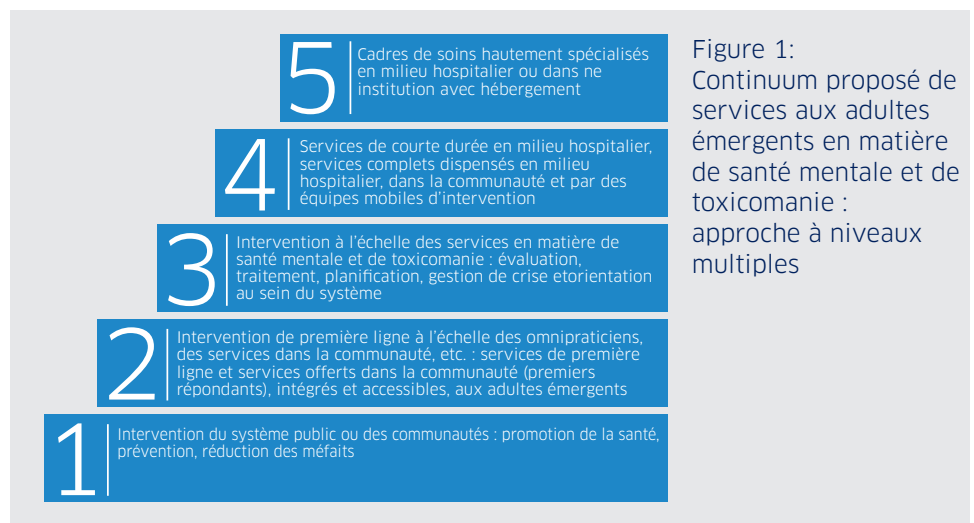 5
Cadres de soins hautement spécialisés
en milieu hospitalier ou dans ne
institution avec hébergement
4
Services de courte durée en milieu hospitalier,
services complets dispensés en milieu
hospitalier, dans la communauté et par des
équipes mobiles d’intervention
3
Intervention à l’échelle des services en matière de
santé mentale et de toxicomanie : évaluation,
traitement, planification, gestion de crise etorientation
au sein du système
2
Intervention de première ligne à l’échelle des omnipraticiens,
des services dans la communauté, etc. : services de première
ligne et services offerts dans la communauté (premiers
répondants), intégrés et accessibles, aux adultes émergents
1
Intervention du système public ou des communautés : promotion de la santé,
prévention, réduction des méfaits
Figure 1:
Continuum proposé de
services aux adultes
émergents en matière
de santé mentale et de
toxicomanie :
approche à niveaux
multiples